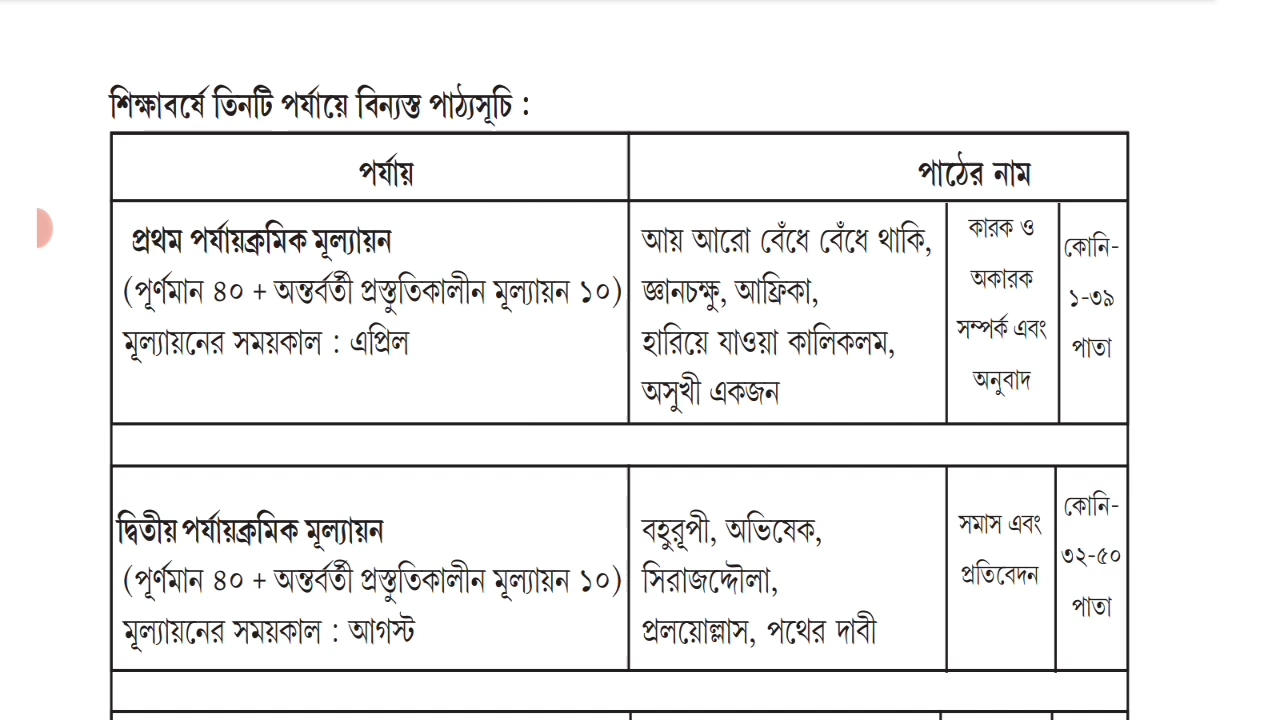 শিক্ষাবর্ষে তিনটি পর্যায়ে বিন্যস্ত পাঠ্যসূচি :
পর্যায়
পাঠের নাম
প্রথম পর্যায়ক্রমিক মূল্যায়ন
(পূর্ণমান ৪০ + অন্তর্বর্তী প্রস্তুতিকালীন মূল্যায়ন ১০)
মূল্যায়নের সময়কাল : এপ্রিল
আয় আরো বেঁধে বেঁধে থাকি,
জ্ঞানচক্ষু, আফ্রিকা,
হারিয়ে যাওয়া কালিকলম,
অসুখী একজন
কারক ও
অকারক
সম্পর্ক এবং
অনুবাদ
কোনি-
১-৩৯
পাতা
দ্বিতীয় পর্যায়ক্রমিক মূল্যায়ন
(পূর্ণমান ৪০ + অন্তর্বর্তী প্রস্তুতিকালীন মূল্যায়ন ১০)
মূল্যায়নের সময়কাল : আগস্ট
বহুরূপী, অভিষেক,
সিরাজদ্দৌলা,
প্রলয়োল্লাস, পথের দাবী
সমাস এবং
প্রতিবেদন
কোনি-
৩২-৫০
পাতা